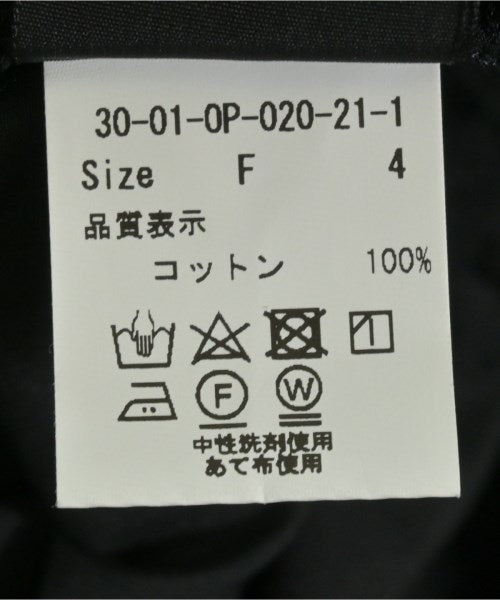 30-01-OP-020-21-1
Size F 4
品質表示
コットン 100%
F W
中性洗剤使用
あて布使用